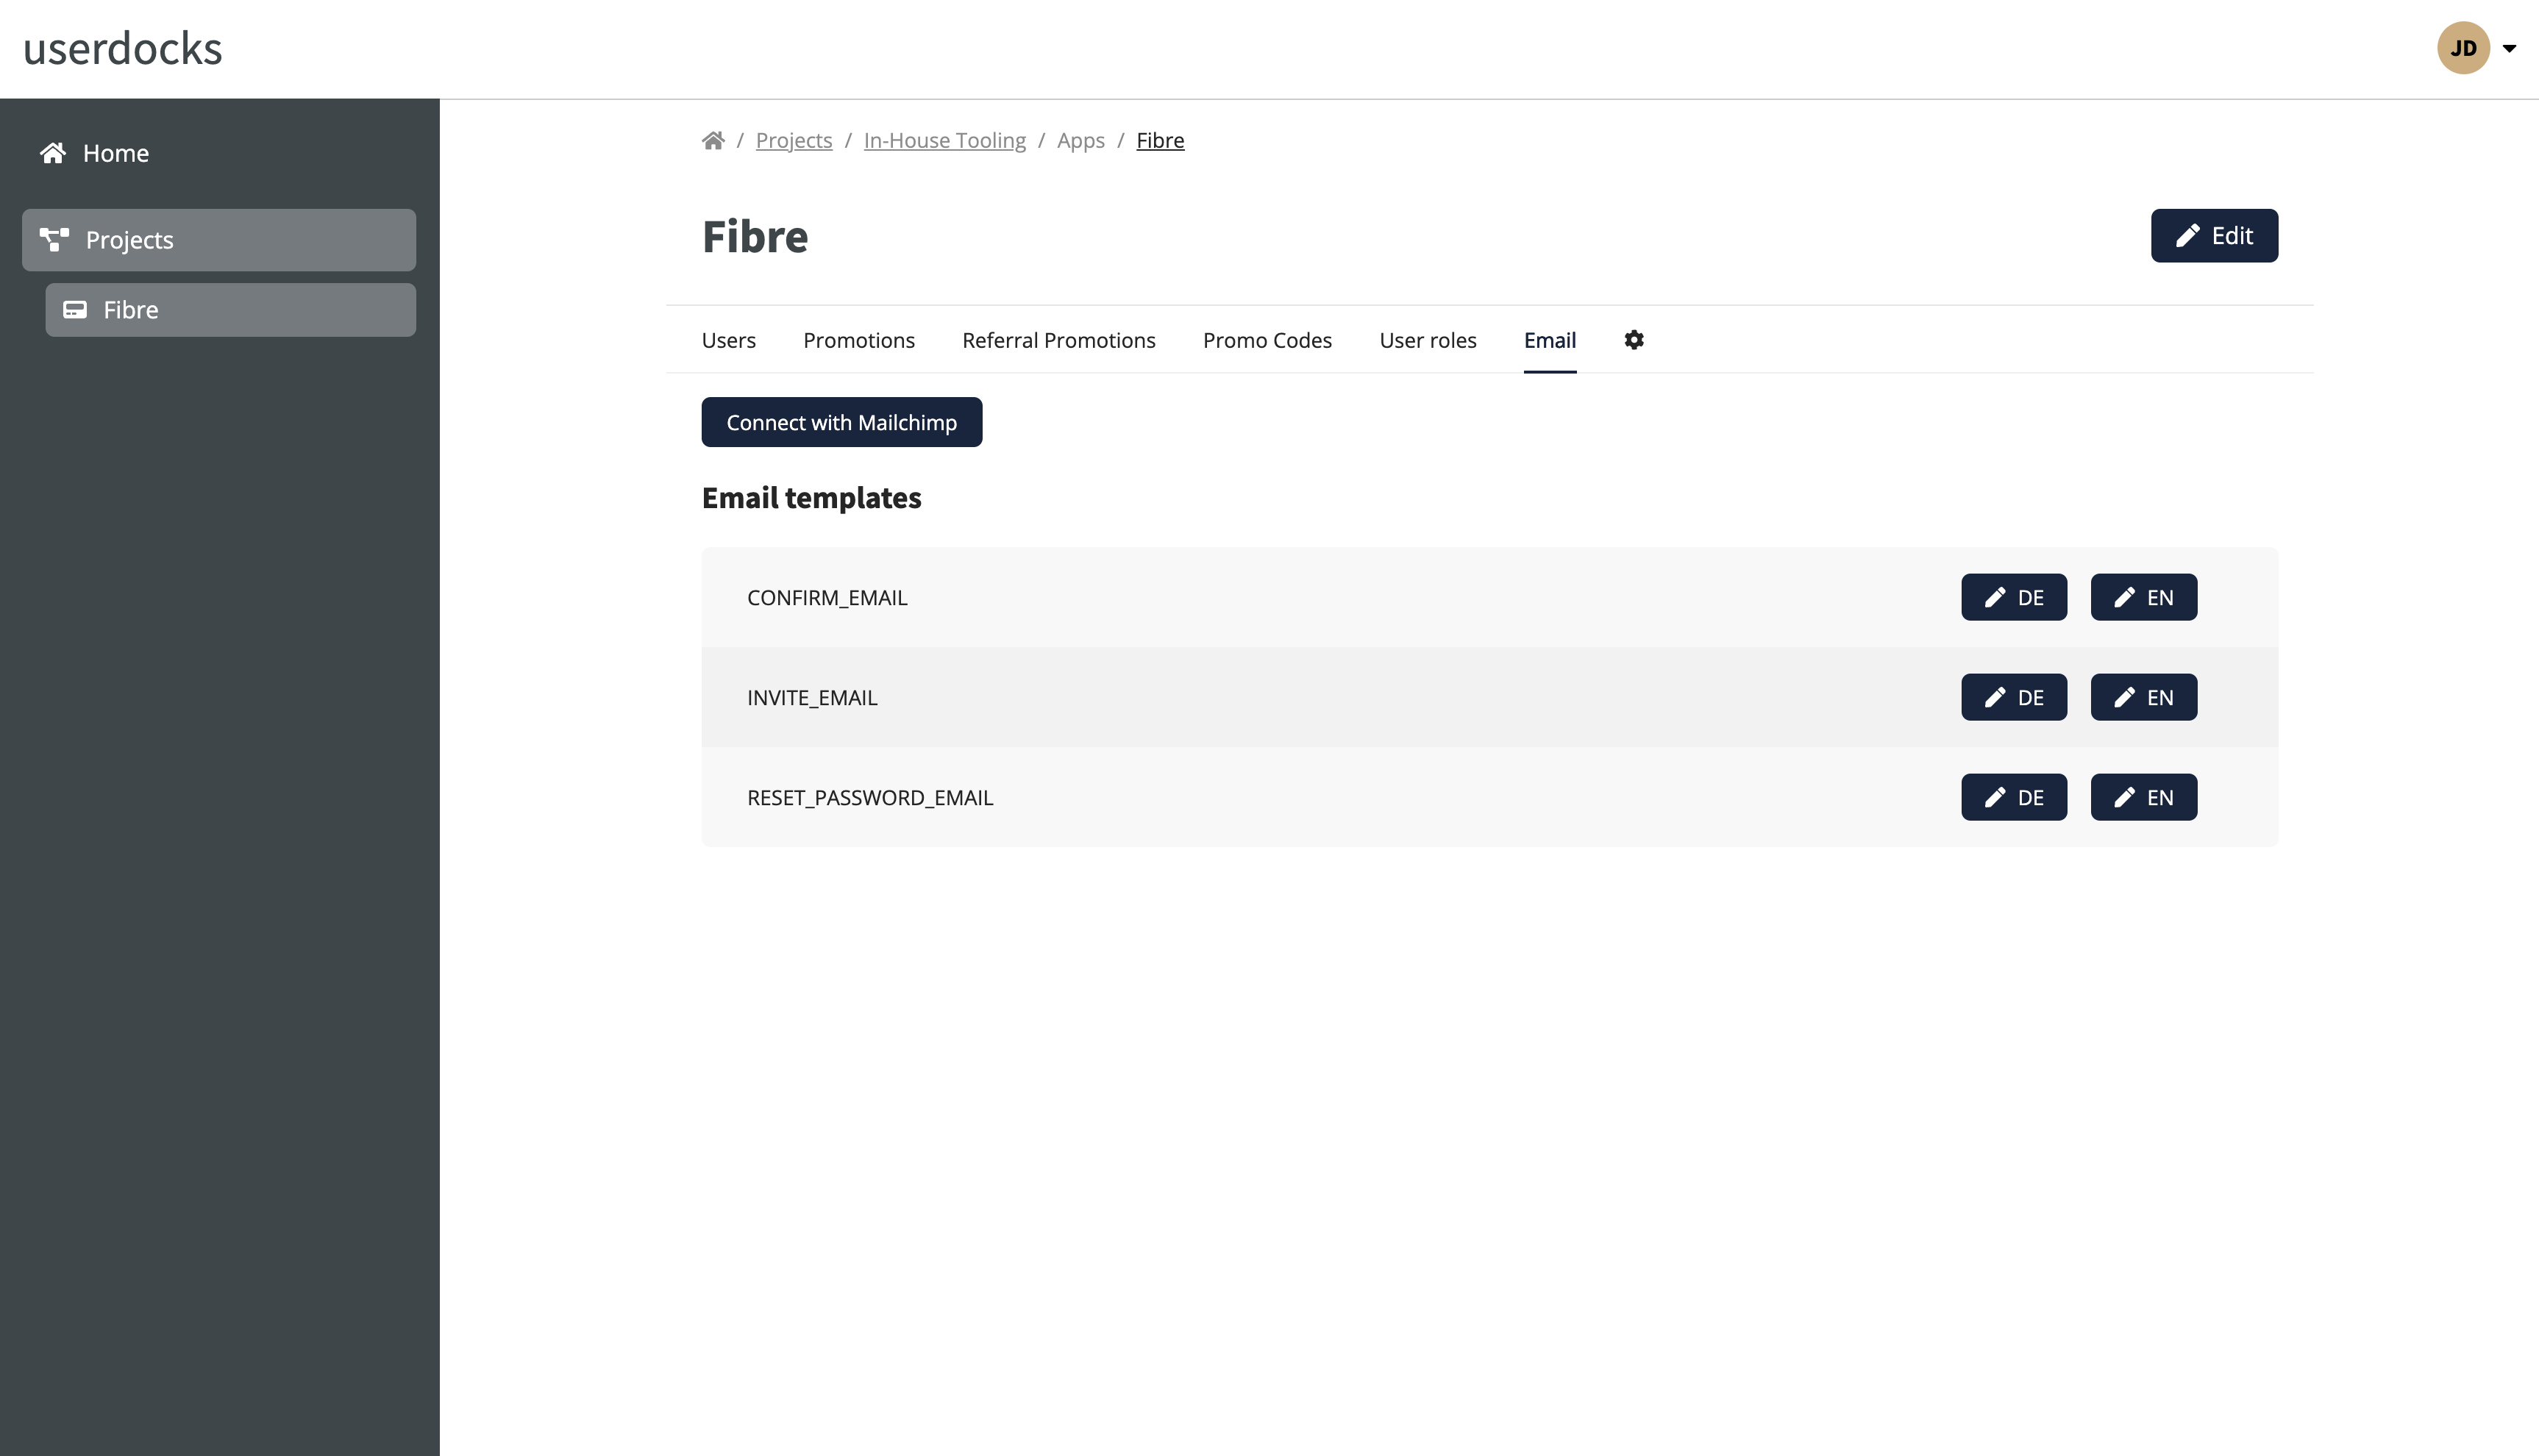 userdocks
JD
Home
Projects
Fibre
/ Projects / In-House Tooling / Apps / Fibre
Fibre
Edit
Users Promotions Referral Promotions Promo Codes User roles Email
Connect with Mailchimp
Email templates
CONFIRM_EMAIL DE EN
INVITE_EMAIL DE EN
RESET_PASSWORD_EMAIL DE EN